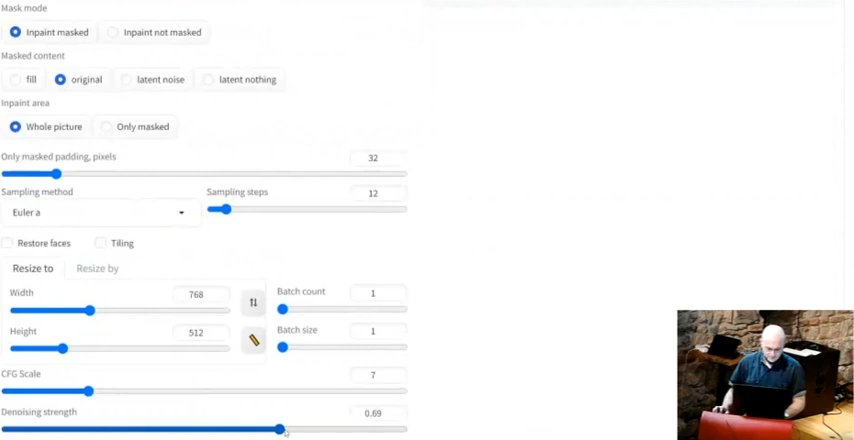 Mask mode
Inpaint masked Inpaint not masked
Masked content
fill original latent noise latent nothing
Inpaint area
Whole picture Only masked
Only masked padding, pixels 32
Sampling method Sampling steps 12
Euler a
Restore faces Tiling
Resize to Resize by
Width 768 Batch count 1
Height 512 Batch size 1
CFG Scale 7
Denoising strength 0.69